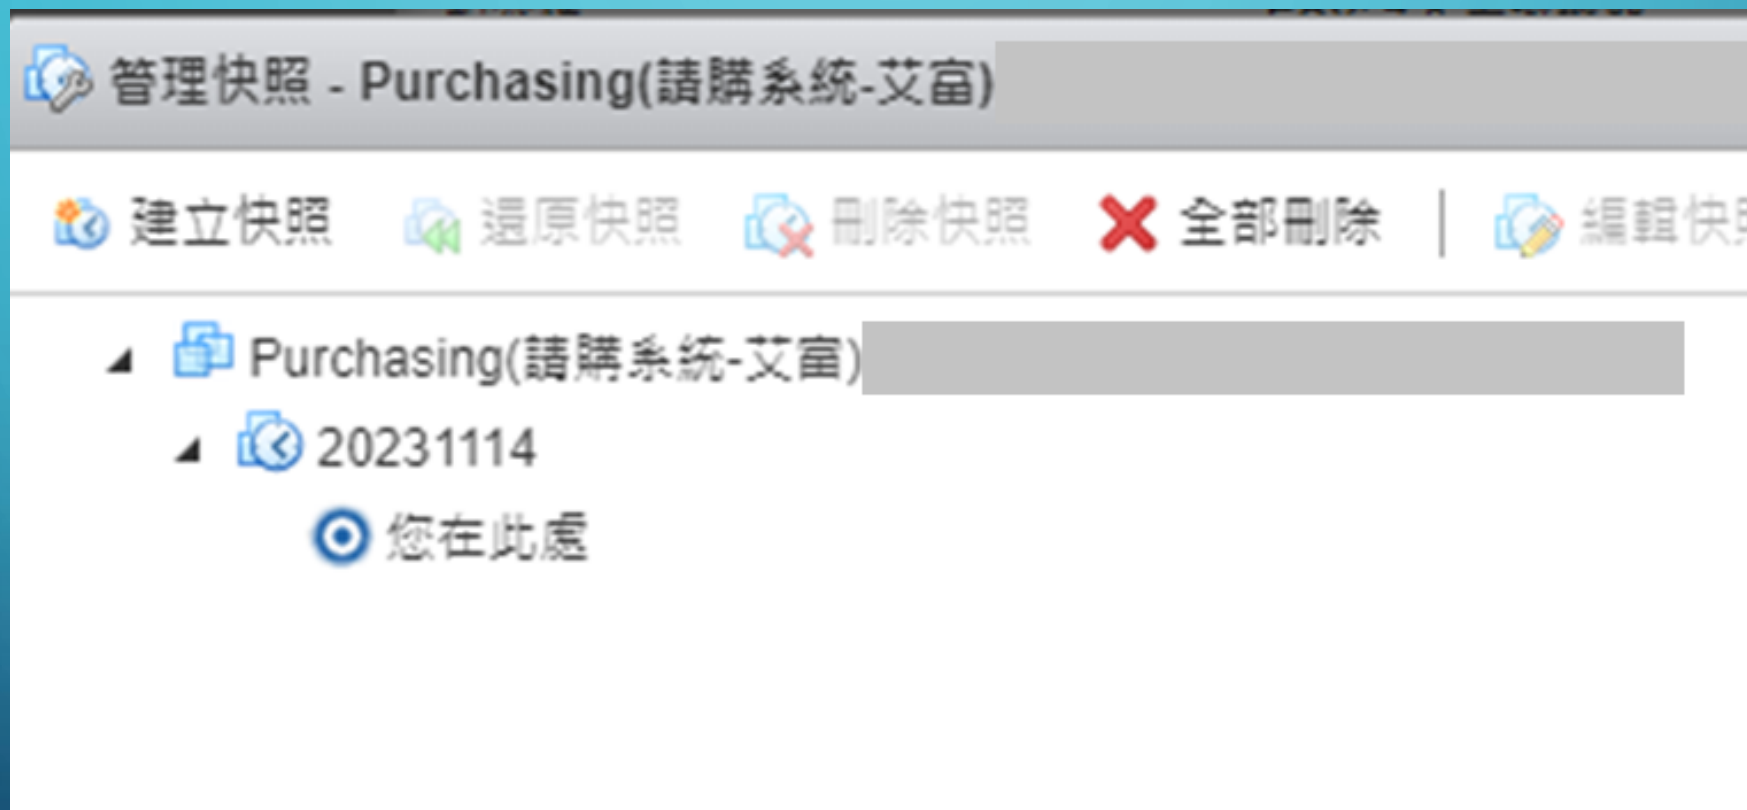 管理快照 - Purchasing(請購系統-艾富)
建立快照 還原快照 刪除快照 全部刪除 編輯快照
Purchasing(請購系統-艾富)
20231114
您在此處